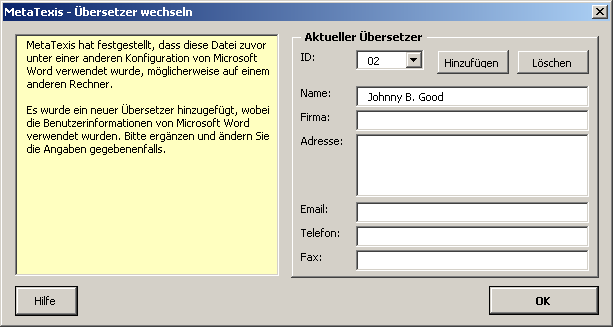 MetaTexis - Übersetzer wechseln
MetaTexis hat festgestellt, dass diese Datei zuvor
unter einer anderen Konfiguration von Microsoft
Word verwendet wurde, möglicherweise auf einem
anderen Rechner.
Es wurde ein neuer Übersetzer hinzugefügt, wobei
die Benutzerinformationen von Microsoft Word
verwendet wurden. Bitte ergänzen und ändern Sie
die Angaben gegebenenfalls.
Aktueller Übersetzer
ID: 02 Hinzufügen Löschen
Name: Johnny B. Good
Firma:
Adresse:
Email:
Telefon:
Fax:
Hilfe OK